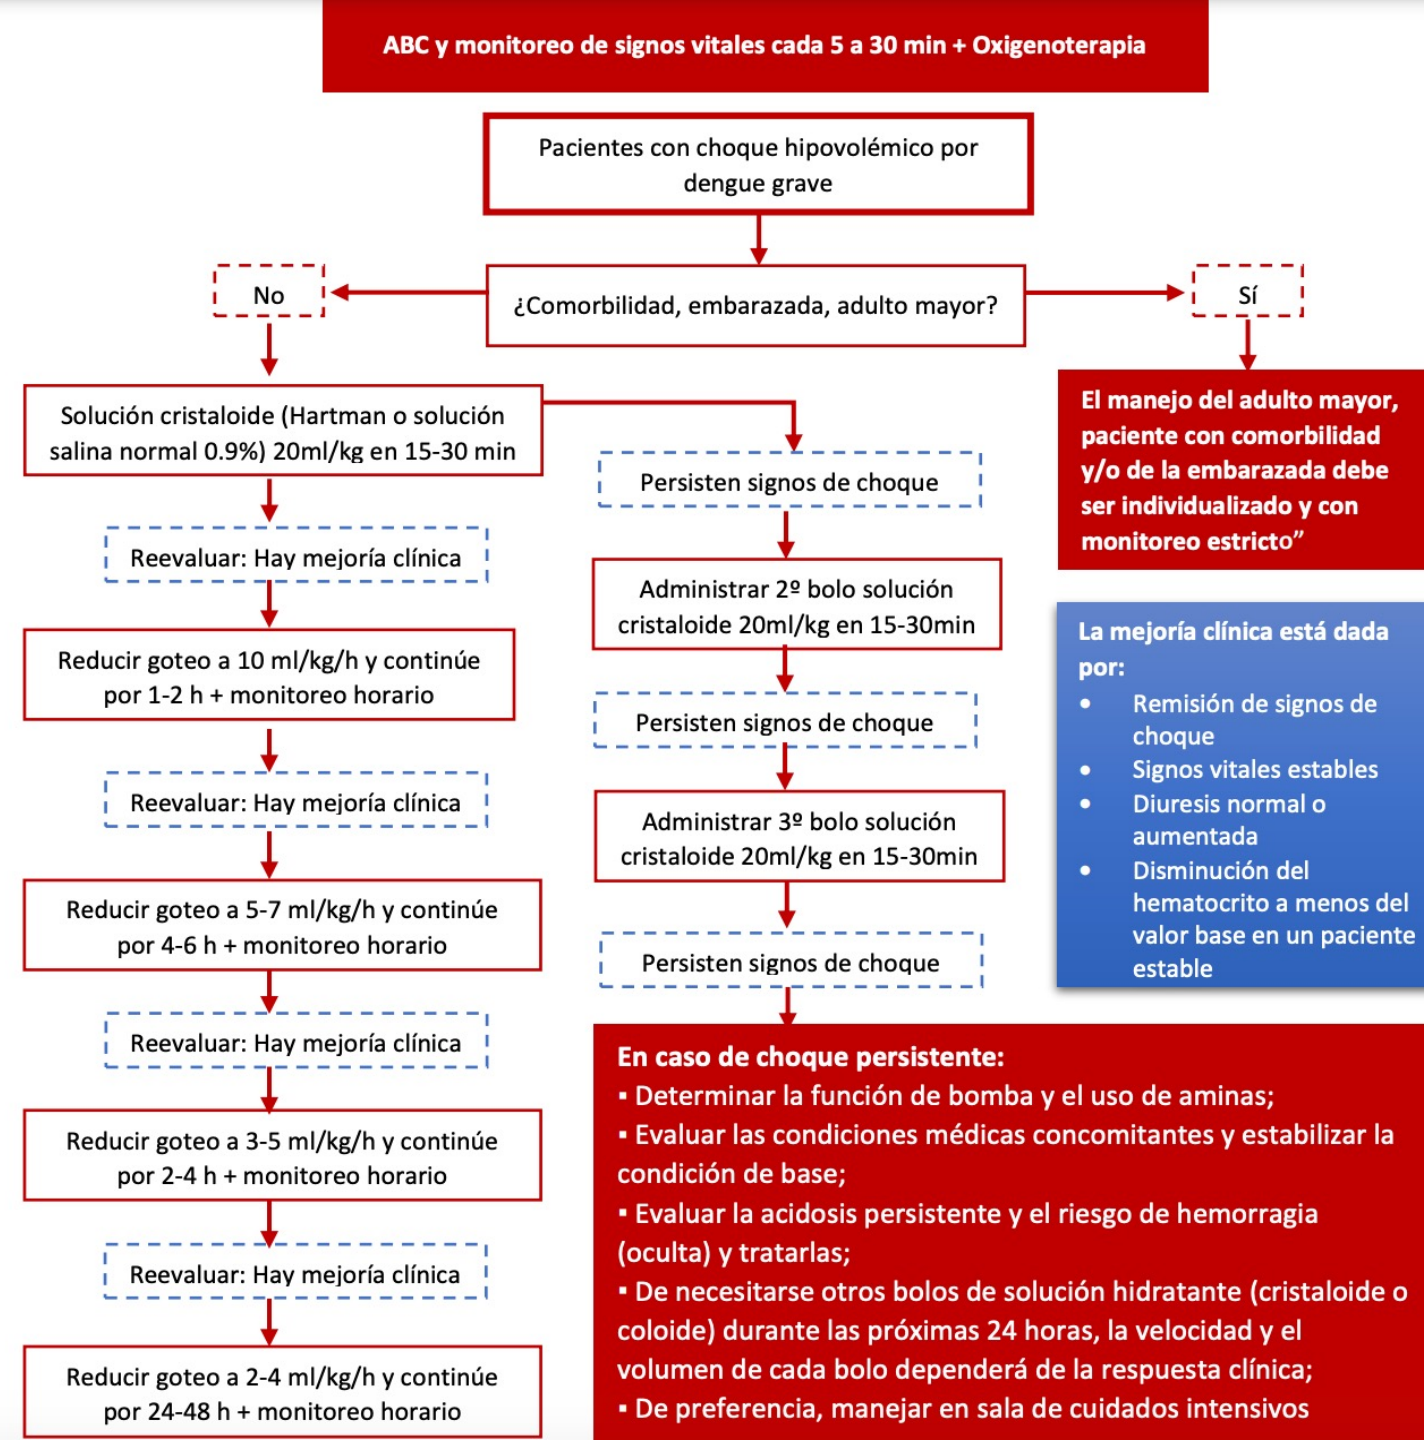 ABC y monitoreo de signos vitales cada 5 a 30 min + Oxigenoterapia
Pacientes con choque hipovolémico por
dengue grave
¿Comorbilidad, embarazada, adulto mayor?
No
Sí
Solución cristaloide (Hartman o solución
salina normal 0.9%) 20ml/kg en 15-30 min
Reevaluar: Hay mejoría clínica
Reducir goteo a 10 ml/kg/h y continúe
por 1-2 h + monitoreo horario
Reevaluar: Hay mejoría clínica
Reducir goteo a 5-7 ml/kg/h y continúe
por 4-6 h + monitoreo horario
Reevaluar: Hay mejoría clínica
Reducir goteo a 3-5 ml/kg/h y continúe
por 2-4 h + monitoreo horario
Reevaluar: Hay mejoría clínica
Reducir goteo a 2-4 ml/kg/h y continúe
por 24-48 h + monitoreo horario
Persisten signos de choque
Administrar 2º bolo solución
cristaloide 20ml/kg en 15-30min
Persisten signos de choque
Administrar 3º bolo solución
cristaloide 20ml/kg en 15-30min
Persisten signos de choque
En caso de choque persistente:
▪ Determinar la función de bomba y el uso de aminas;
▪ Evaluar las condiciones médicas concomitantes y estabilizar la
condición de base;
▪ Evaluar la acidosis persistente y el riesgo de hemorragia
(oculta) y tratarlas;
▪ De necesitarse otros bolos de solución hidratante (cristaloide o
coloide) durante las próximas 24 horas, la velocidad y el
volumen de cada bolo dependerá de la respuesta clínica;
▪ De preferencia, manejar en sala de cuidados intensivos
El manejo del adulto mayor,
paciente con comorbilidad
y/o de la embarazada debe
ser individualizado y con
monitoreo estricto”
La mejoría clínica está dada
por:
• Remisión de signos de
choque
• Signos vitales estables
• Diuresis normal o
aumentada
• Disminución del
hematocrito a menos del
valor base en un paciente
estable